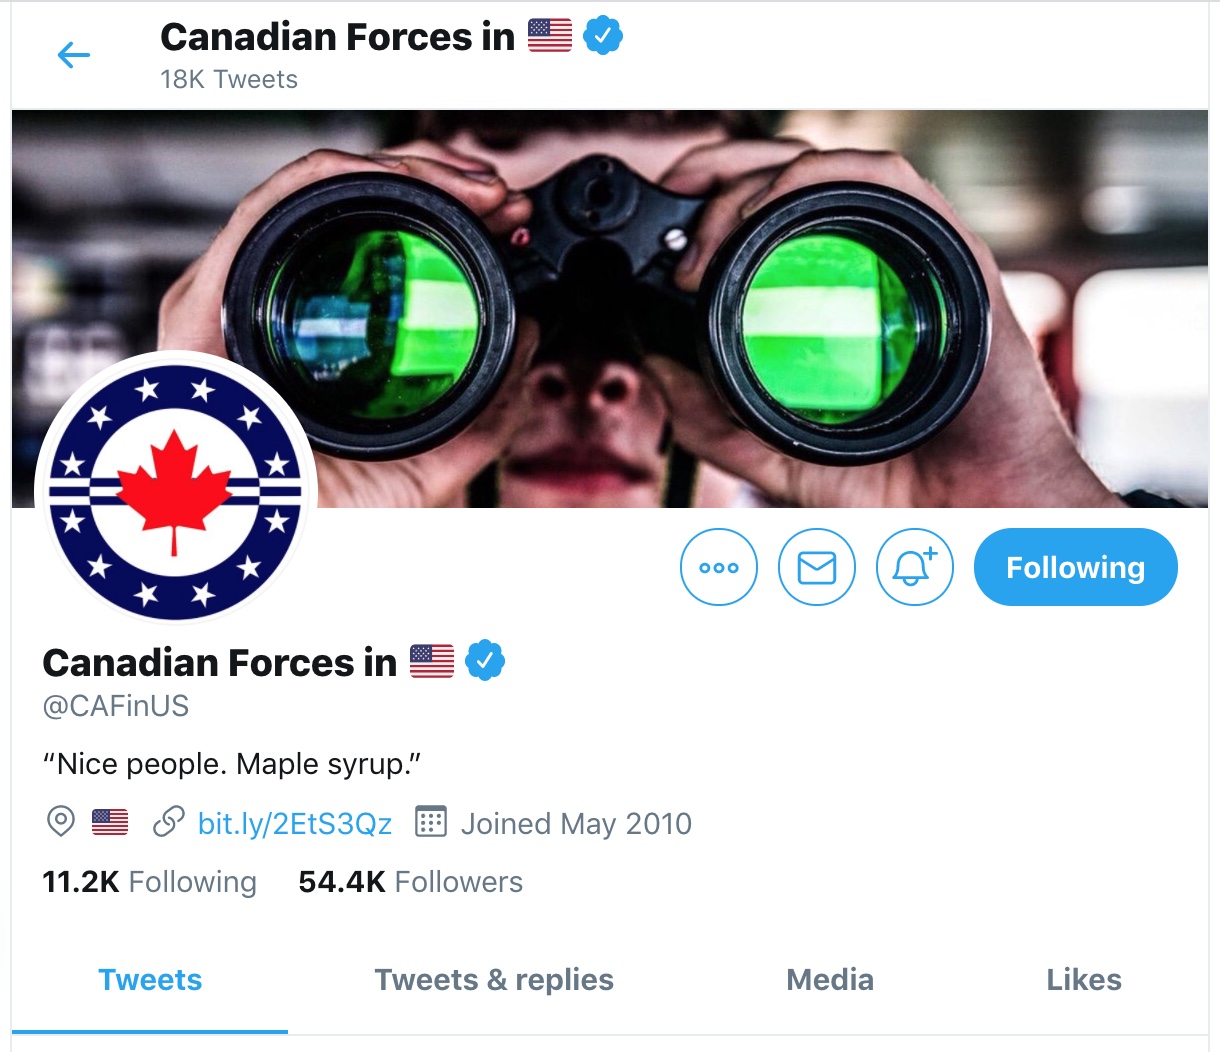 Canadian Forces in 🇺🇸
18K Tweets
Following
Canadian Forces in 🇺🇸
@CAFinUS
“Nice people. Maple syrup.”
🇺🇸 bit.ly/2EtS3Qz Joined May 2010
11.2K Following 54.4K Followers
Tweets Tweets & replies Media Likes